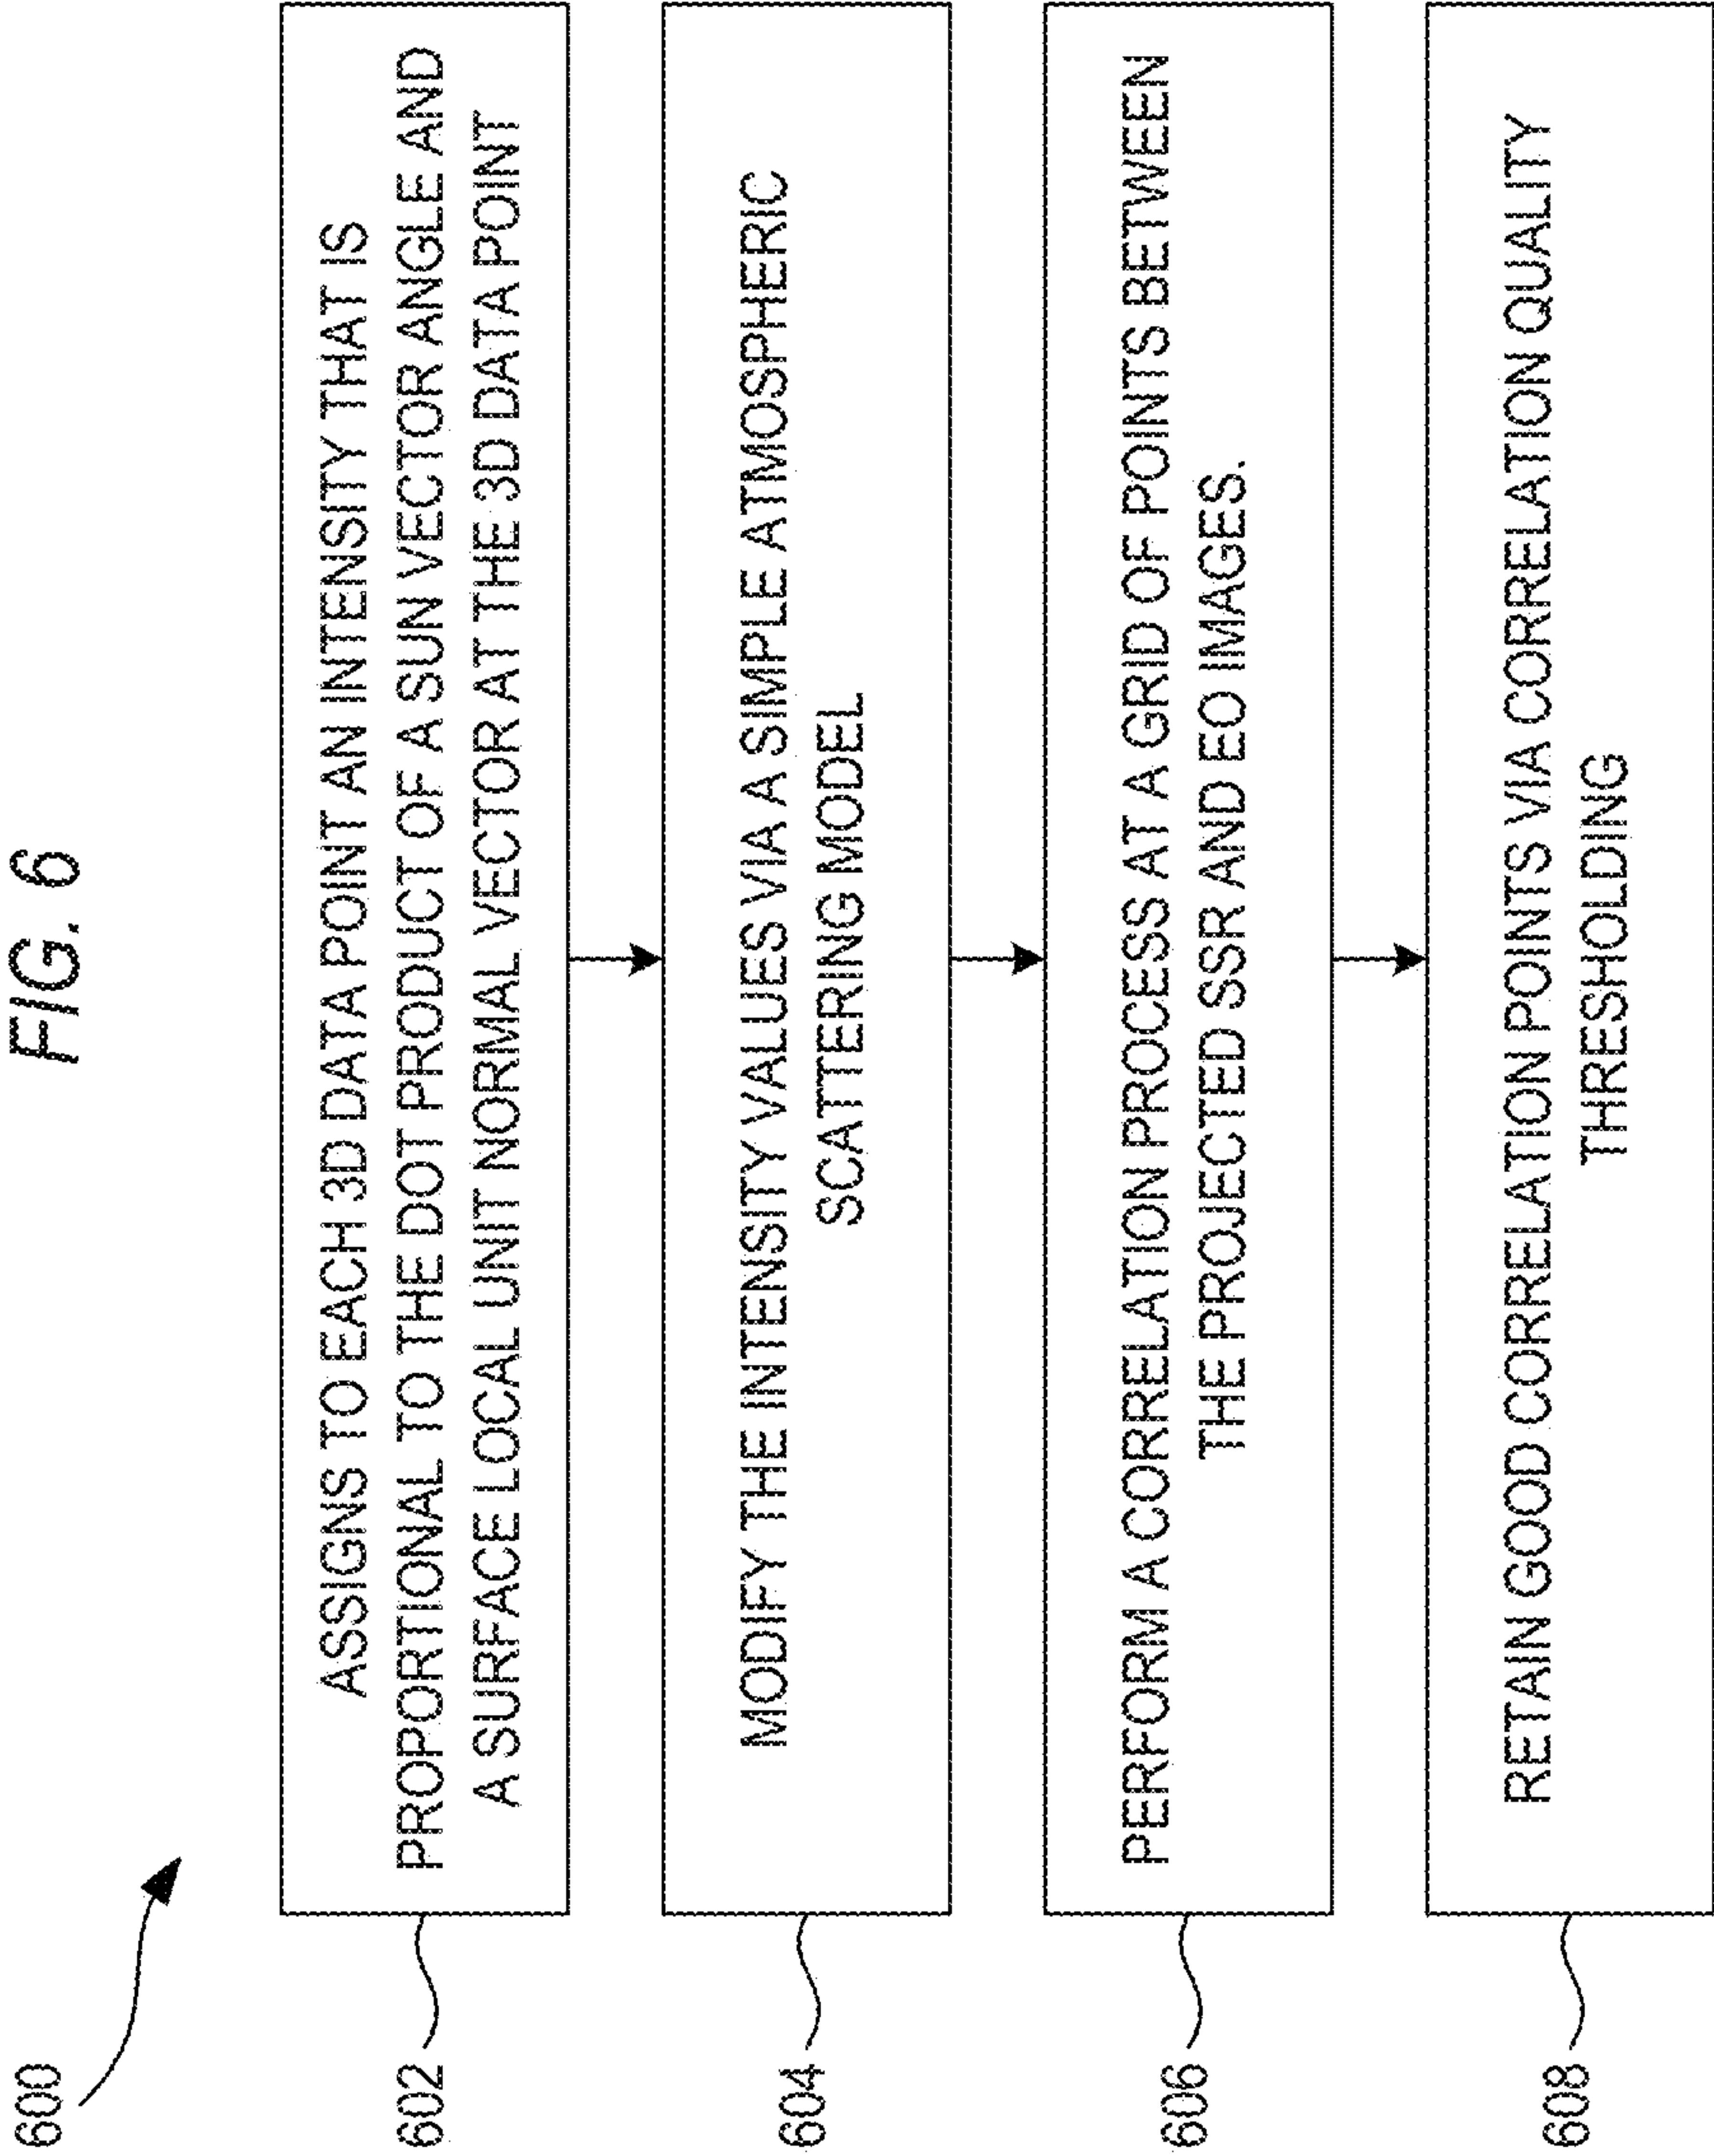 FIG. 6
600
602
ASSIGNS TO EACH 3D DATA POINT AN INTENSITY THAT IS
PROPORTIONAL TO THE DOT PRODUCT OF A SUN VECTOR ANGLE AND
A SURFACE LOCAL UNIT NORMAL VECTOR AT THE 3D DATA POINT
604
MODIFY THE INTENSITY VALUES VIA A SIMPLE ATMOSPHERIC
SCATTERING MODEL
606
PERFORM A CORRELATION PROCESS AT A GRID OF POINTS BETWEEN
THE PROJECTED SSR AND EO IMAGES.
608
RETAIN GOOD CORRELATION POINTS VIA CORRELATION QUALITY
THRESHOLDING